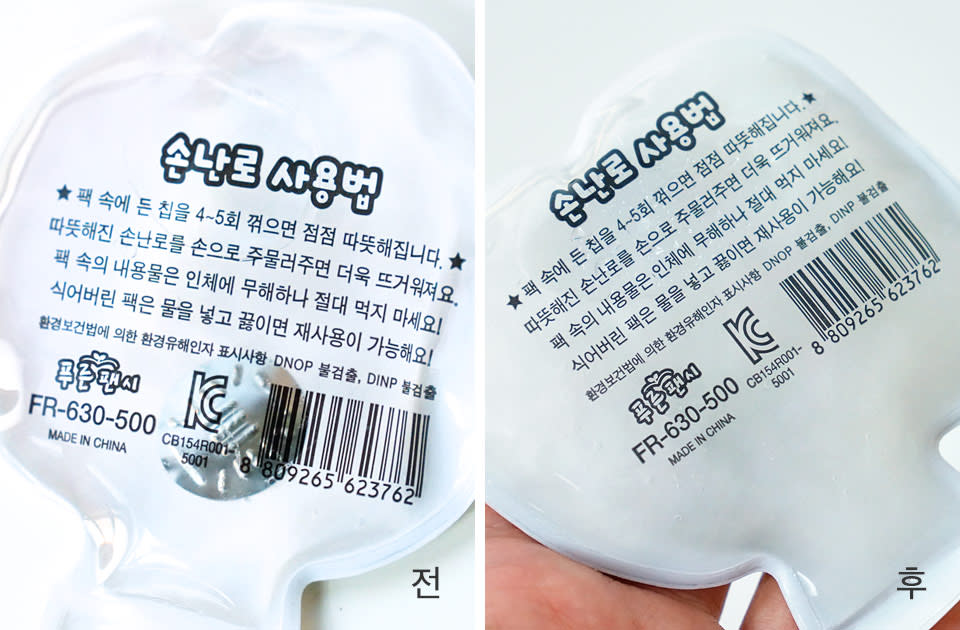 손난로 사용법
★ 팩 속에 든 칩을 4~5회 꺾으면 점점 따뜻해집니다.
따뜻해진 손난로를 손으로 주물러주면 더욱 뜨거워져요. ★
팩 속의 내용물은 인체에 무해하나 절대 먹지 마세요!
식어버린 팩은 물을 넣고 끓이면 재사용이 가능해요!
환경보건법에 의한 환경유해인자 표시사항 DNOP 불검출, DINP 불검출
푸른팬시
FR-630-500
MADE IN CHINA
KC
CB154R001-
5001
8 809265 623762
전
손난로 사용법
★ 팩 속에 든 칩을 4~5회 꺾으면 점점 따뜻해집니다. ★
따뜻해진 손난로를 손으로 주물러주면 더욱 뜨거워져요.
팩 속의 내용물은 인체에 무해하나 절대 먹지 마세요!
식어버린 팩은 물을 넣고 끓이면 재사용이 가능해요!
환경보건법에 의한 환경유해인자 표시사항 DNOP 불검출, DINP 불검출
푸른팬시
FR-630-500
MADE IN CHINA
KC
CB154R001-
5001
8 809265 623762
후